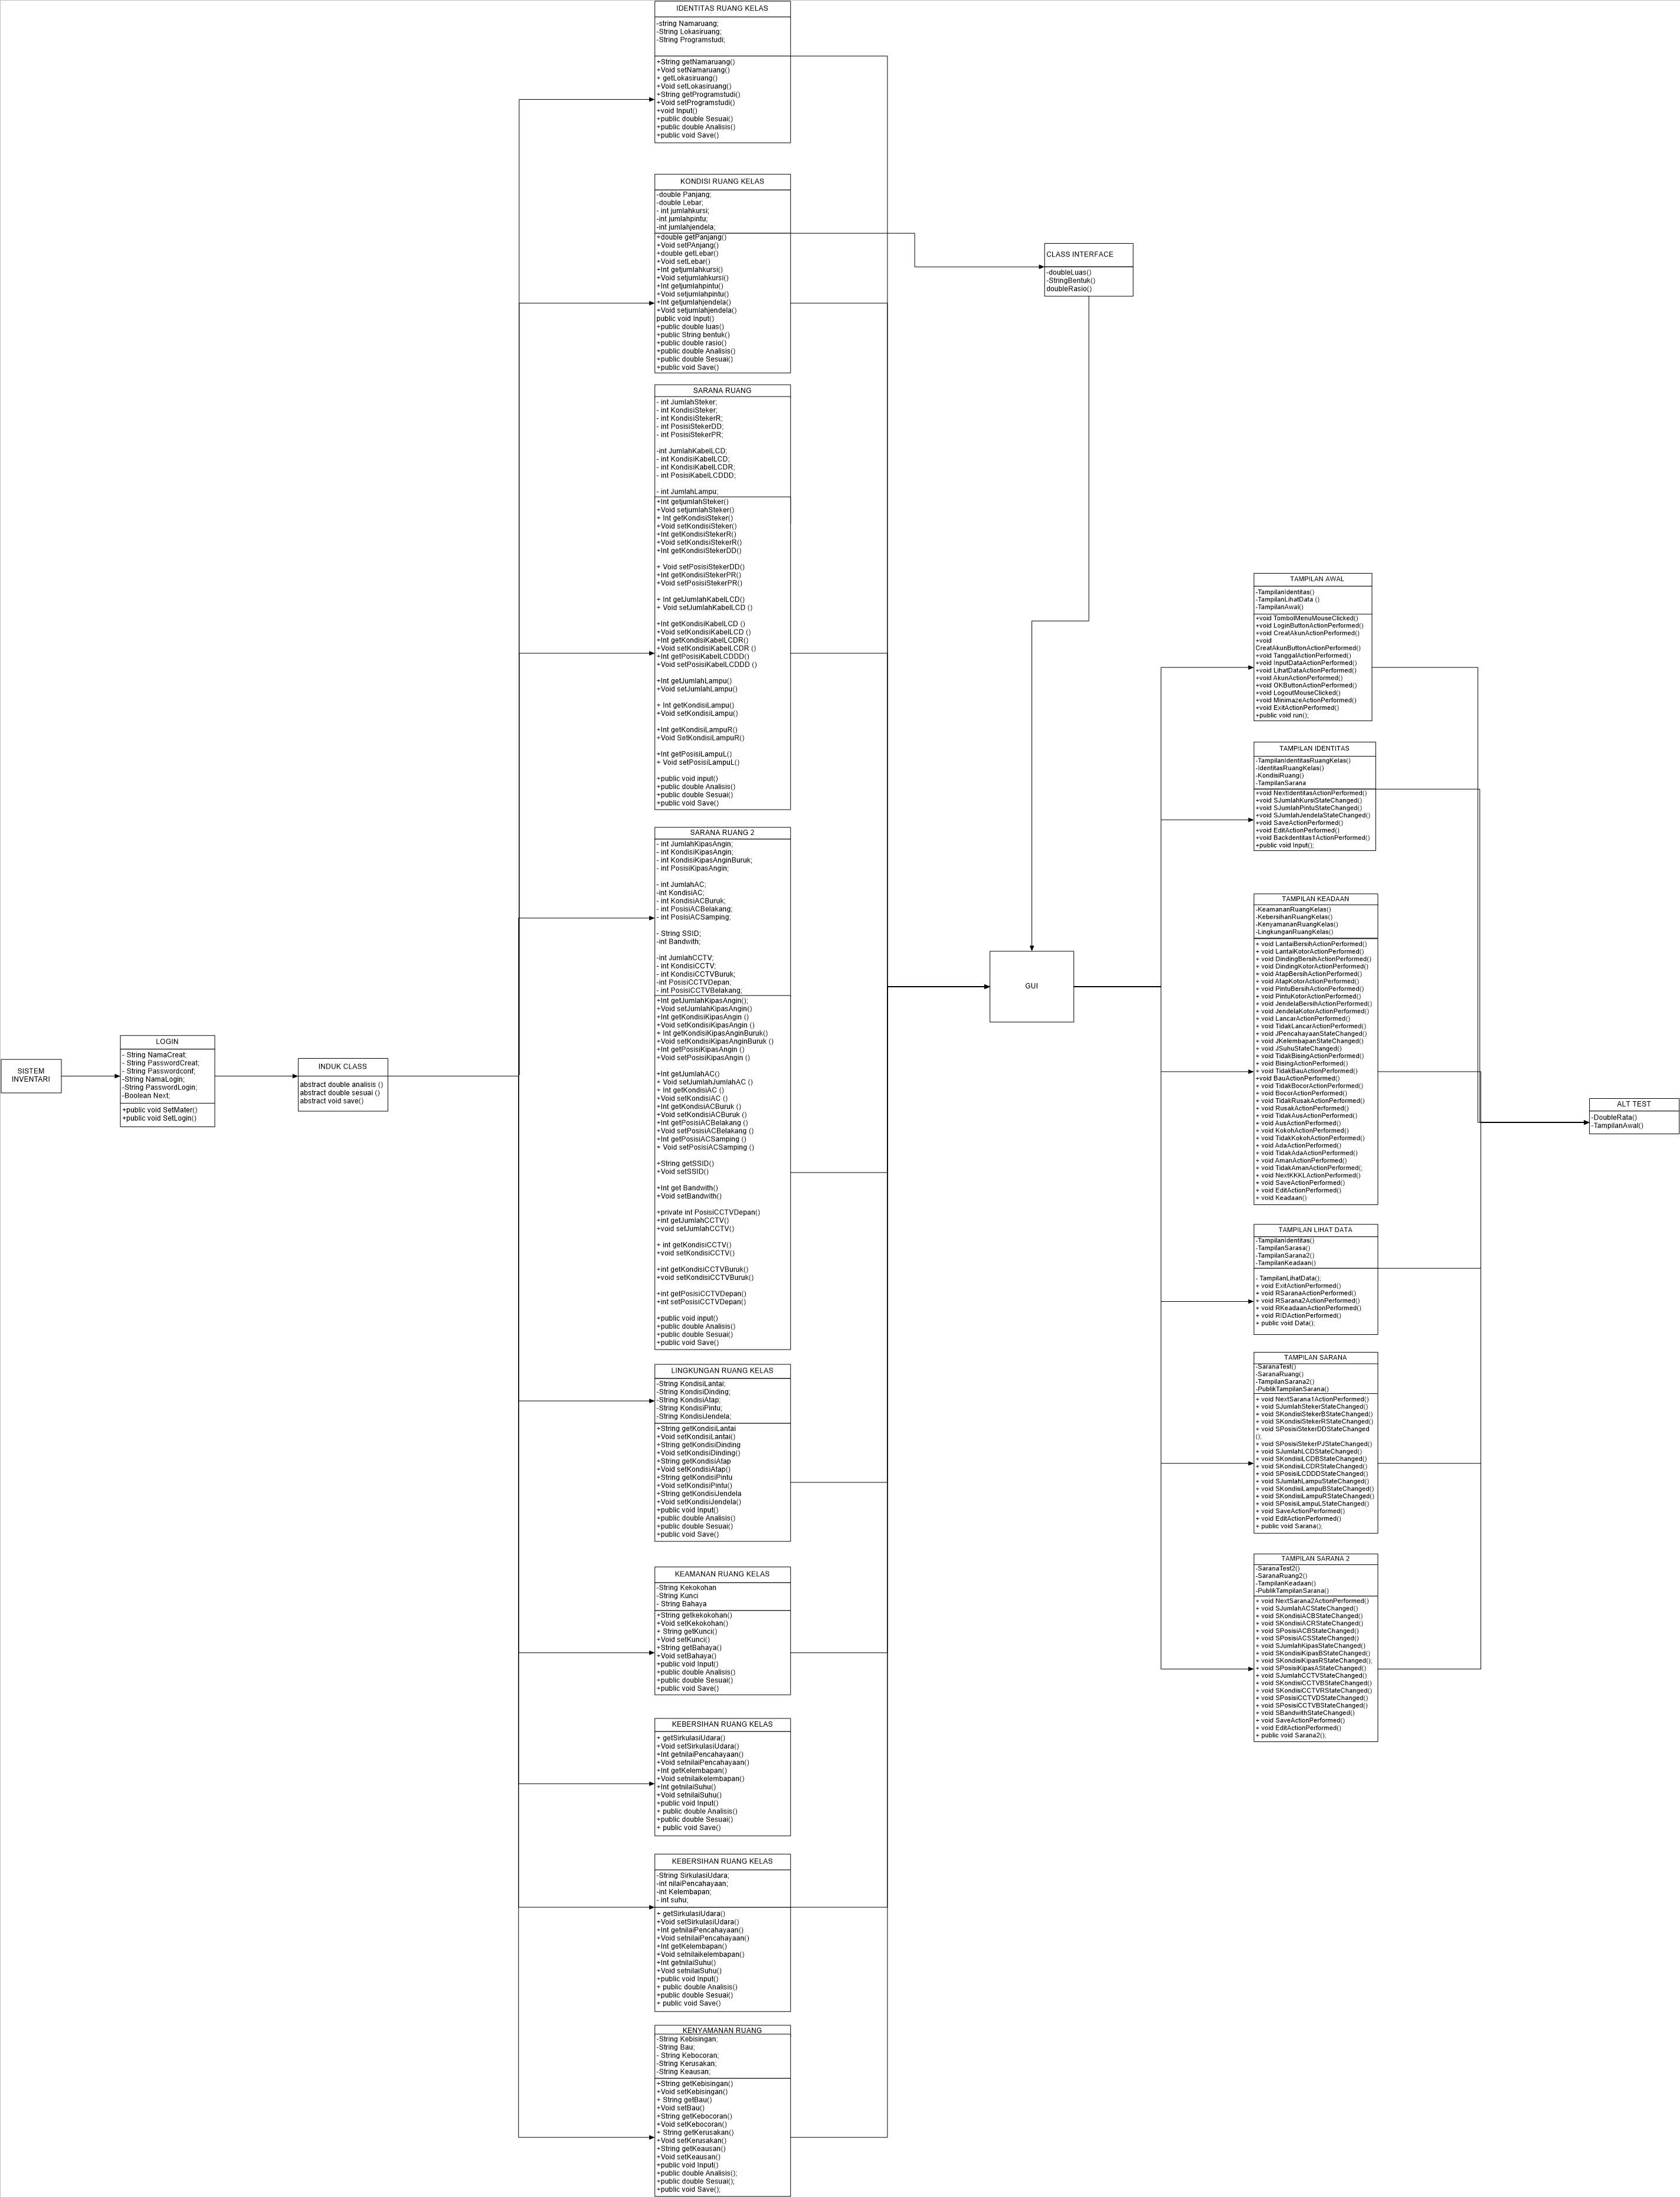 SISTEM
INVENTARI
LOGIN
- String NamaCreat;
- String PasswordCreat;
- String Passwordconf;
-String NamaLogin;
-String PasswordLogin;
-Boolean Next;
+public void SetMater()
+public void SetLogin()
INDUK CLASS
abstract double analisis ()
abstract double sesuai ()
abstract void save()
IDENTITAS RUANG KELAS
-string Namaruang;
-String Lokasiruang;
-String Programstudi;
+String getNamaruang()
+Void setNamaruang()
+ getLokasiruang()
+Void setLokasiruang()
+String getProgramstudi()
+Void setProgramstudi()
+void Input()
+public double Sesuai()
+public double Analisis()
+public void Save()
KONDISI RUANG KELAS
-double Panjang;
-double Lebar;
- int jumlahkursi;
-int jumlahpintu;
-int jumlahjendela;
+double getPanjang()
+Void setPAnjang()
+double getLebar()
+Void setLebar()
+Int getjumlahkursi()
+Void setjumlahkursi()
+Int getjumlahpintu()
+Void setjumlahpintu()
+Int getjumlahjendela()
+Void setjumlahjendela()
public void Input()
+public double luas()
+public String bentuk()
+public double rasio()
+public double Analisis()
+public double Sesuai()
+public void Save()
SARANA RUANG
- int JumlahSteker;
- int KondisiSteker;
- int KondisiStekerR;
- int PosisiStekerDD;
- int PosisiStekerPR;
-int JumlahKabelLCD;
- int KondisiKabelLCD;
- int KondisiKabelLCDR;
- int PosisiKabelLCDDD;
- int JumlahLampu;
+Int getjumlahSteker()
+Void setjumlahSteker()
+ Int getKondisiSteker()
+Void setKondisiSteker()
+Int getKondisiStekerR()
+Void setKondisiStekerR()
+Int getKondisiStekerDD()
+ Void setPosisiStekerDD()
+Int getKondisiStekerPR()
+Void setPosisiStekerPR()
+ Int getJumlahKabelLCD()
+ Void setJumlahKabelLCD ()
+Int getKondisiKabelLCD ()
+Void setKondisiKabelLCD ()
+Int getKondisiKabelLCDR()
+Void setKondisiKabelLCDR ()
+Int getPosisiKabelLCDDD()
+Void setPosisiKabelLCDDD ()
+Int getJumlahLampu()
+Void setJumlahLampu()
+ Int getKondisiLampu()
+Void setKondisiLampu()
+Int getKondisiLampuR()
+Void SetKondisiLampuR()
+Int getPosisiLampuL()
+ Void setPosisiLampuL()
+public void input()
+public double Analisis()
+public double Sesuai()
+public void Save()
SARANA RUANG 2
- int JumlahKipasAngin;
- int KondisiKipasAngin;
- int KondisiKipasAnginBuruk;
- int PosisiKipasAngin;
- int JumlahAC;
-int KondisiAC;
- int KondisiACBuruk;
- int PosisiACBelakang;
- int PosisiACSamping;
- String SSID;
-int Bandwith;
-int JumlahCCTV;
- int KondisiCCTV;
- int KondisiCCTVBuruk;
-int PosisiCCTVDepan;
- int PosisiCCTVBelakang;
+Int getJumlahKipasAngin();
+Void setJumlahKipasAngin()
+Int getKondisiKipasAngin ()
+Void setKondisiKipasAngin ()
+ Int getKondisiKipasAnginBuruk()
+Void setKondisiKipasAnginBuruk ()
+Int getPosisiKipasAngin ()
+Void setPosisiKipasAngin ()
+Int getJumlahAC()
+ Void setJumlahJumlahAC ()
+ Int getKondisiAC ()
+Void setKondisiAC ()
+Int getKondisiACBuruk ()
+Void setKondisiACBuruk ()
+Int getPosisiACBelakang ()
+Void setPosisiACBelakang ()
+Int getPosisiACSamping ()
+ Void setPosisiACSamping ()
+String getSSID()
+Void setSSID()
+Int get Bandwith()
+Void setBandwith()
+private int PosisiCCTVDepan()
+int getJumlahCCTV()
+void setJumlahCCTV()
+ int getKondisiCCTV()
+void setKondisiCCTV()
+int getKondisiCCTVBuruk()
+void setKondisiCCTVBuruk()
+int getPosisiCCTVDepan()
+int setPosisiCCTVDepan()
+public void input()
+public double Analisis()
+public double Sesuai()
+public void Save()
LINGKUNGAN RUANG KELAS
-String KondisiLantai;
-String KondisiDinding;
-String KondisiAtap;
-String KondisiPintu;
-String KondisiJendela;
+String getKondisiLantai
+Void setKondisiLantai()
+String getKondisiDinding
+Void setKondisiDinding()
+String getKondisiAtap
+Void setKondisiAtap()
+String getKondisiPintu
+Void setKondisiPintu()
+String getKondisiJendela
+Void setKondisiJendela()
+public void Input()
+public double Analisis()
+public double Sesuai()
+public void Save()
KEAMANAN RUANG KELAS
-String Kekokohan
-String Kunci
- String Bahaya
+String getkekokohan()
+Void setKekokohan()
+ String getKunci()
+Void setKunci()
+String getBahaya()
+Void setBahaya()
+public void Input()
+public double Analisis()
+public double Sesuai()
+public void Save()
KEBERSIHAN RUANG KELAS
+ getSirkulasiUdara()
+Void setSirkulasiUdara()
+Int getnilaiPencahayaan()
+Void setnilaiPencahayaan()
+Int getKelembapan()
+Void setnilaikelembapan()
+Int getnilaiSuhu()
+Void setnilaiSuhu()
+public void Input()
+ public double Analisis()
+public double Sesuai()
+ public void Save()
KEBERSIHAN RUANG KELAS
-String SirkulasiUdara;
-int nilaiPencahayaan;
-int Kelembapan;
- int suhu;
+ getSirkulasiUdara()
+Void setSirkulasiUdara()
+Int getnilaiPencahayaan()
+Void setnilaiPencahayaan()
+Int getKelembapan()
+Void setnilaikelembapan()
+Int getnilaiSuhu()
+Void setnilaiSuhu()
+public void Input()
+ public double Analisis()
+public double Sesuai()
+ public void Save()
KENYAMANAN RUANG
-String Kebisingan;
-String Bau;
- String Kebocoran;
-String Kerusakan;
-String Keausan;
+String getKebisingan()
+Void setKebisingan()
+ String getBau()
+Void setBau()
+String getKebocoran()
+Void setKebocoran()
+ String getKerusakan()
+Void setKerusakan()
+String getKeausan()
+Void setKeausan()
+public void Input()
+public double Analisis();
+public double Sesuai();
+public void Save();
CLASS INTERFACE
-doubleLuas()
-StringBentuk()
doubleRasio()
GUI
TAMPILAN AWAL
-TampilanIdentitas()
-TampilanLihatData ()
-TampilanAwal()
+void TombolMenuMouseClicked()
+void LoginButtonActionPerformed()
+void CreatAkunActionPerformed()
+void
CreatAkunButtonActionPerformed()
+void TanggalActionPerformed()
+void InputDataActionPerformed()
+void LihatDataActionPerformed()
+void AkunActionPerformed()
+void OKButtonActionPerformed()
+void LogoutMouseClicked()
+void MinimazeActionPerformed()
+void ExitActionPerformed()
+public void run();
TAMPILAN IDENTITAS
-TampilanIdentitasRuangKelas()
-IdentitasRuangKelas()
-KondisiRuang()
-TampilanSarana
+void NextIdentitasActionPerformed()
+void SJumlahKursiStateChanged()
+void SJumlahPintuStateChanged()
+void SJumlahJendelaStateChanged()
+void SaveActionPerformed()
+void EditActionPerformed()
+void Backdentitas1ActionPerformed()
+public void Input();
TAMPILAN KEADAAN
-KeamananRuangKelas()
-KebersihanRuangKelas()
-KenyamananRuangKelas()
-LingkunganRuangKelas()
+ void LantaiBersihActionPerformed()
+ void LantaiKotorActionPerformed()
+ void DindingBersihActionPerformed()
+ void DindingKotorActionPerformed()
+ void AtapBersihActionPerformed()
+ void AtapKotorActionPerformed()
+ void PintuBersihActionPerformed()
+ void PintuKotorActionPerformed()
+ void JendelaBersihActionPerformed()
+ void JendelaKotorActionPerformed()
+ void LancarActionPerformed()
+ void TidakLancarActionPerformed()
+ void JPencahayaanStateChanged()
+ void JKelembapanStateChanged()
+ void JSuhuStateChanged()
+ void TidakBisingActionPerformed()
+ void BisingActionPerformed()
+ void TidakBauActionPerformed()
+void BauActionPerformed()
+ void TidakBocorActionPerformed()
+ void BocorActionPerformed()
+ void TidakRusakActionPerformed()
+ void RusakActionPerformed()
+ void TidakAusActionPerformed()
+ void AusActionPerformed()
+ void KokohActionPerformed()
+ void TidakKokohActionPerformed()
+ void AdaActionPerformed()
+ void TidakAdaActionPerformed()
+ void AmanActionPerformed()
+ void TidakAmanActionPerformed(;
+ void NextKKKLActionPerformed()
+ void SaveActionPerformed()
+ void EditActionPerformed()
+ void Keadaan()
TAMPILAN LIHAT DATA
-TampilanIdentitas()
-TampilanSarasa()
-TampilanSarana2()
-TampilanKeadaan()
- TampilanLihatData();
+ void ExitActionPerformed()
+ void RSaranaActionPerformed()
+ void RSarana2ActionPerformed()
+ void RKeadaanActionPerformed()
+ void RIDActionPerformed()
+ public void Data();
TAMPILAN SARANA
-SaranaTest()
-SaranaRuang()
-TampilanSarana2()
-PublikTampilanSarana()
+ void NextSarana1ActionPerformed()
+ void SJumlahStekerStateChanged()
+ void SKondisiStekerBStateChanged()
+ void SKondisiStekerRStateChanged()
+ void SPosisiStekerDDStateChanged
();
+ void SPosisiStekerPJStateChanged()
+ void SJumlahLCDStateChanged()
+ void SKondisiLCDBStateChanged()
+ void SKondisiLCDRStateChanged()
+ void SPosisiLCDDDStateChanged()
+ void SJumlahLampuStateChanged()
+ void SKondisiLampuBStateChanged()
+ void SKondisiLampuRStateChanged()
+ void SPosisiLampuLStateChanged()
+ void SaveActionPerformed()
+ void EditActionPerformed()
+ public void Sarana();
TAMPILAN SARANA 2
-SaranaTest2()
-SaranaRuang2()
-TampilanKeadaan()
-PublikTampilanSarana()
+ void NextSarana2ActionPerformed()
+ void SJumlahACStateChanged()
+ void SKondisiACBStateChanged()
+ void SKondisiACRStateChanged()
+ void SPosisiACBStateChanged()
+ void SPosisiACSStateChanged()
+ void SJumlahKipasStateChanged()
+ void SKondisiKipasBStateChanged()
+ void SKondisiKipasRStateChanged();
+ void SPosisiKipasAStateChanged()
+ void SJumlahCCTVStateChanged()
+ void SKondisiCCTVBStateChanged()
+ void SKondisiCCTVRStateChanged()
+ void SPosisiCCTVDStateChanged()
+ void SPosisiCCTVBStateChanged()
+ void SBandwithStateChanged()
+ void SaveActionPerformed()
+ void EditActionPerformed()
+ public void Sarana2();
ALT TEST
-DoubleRata()
-TampilanAwal()